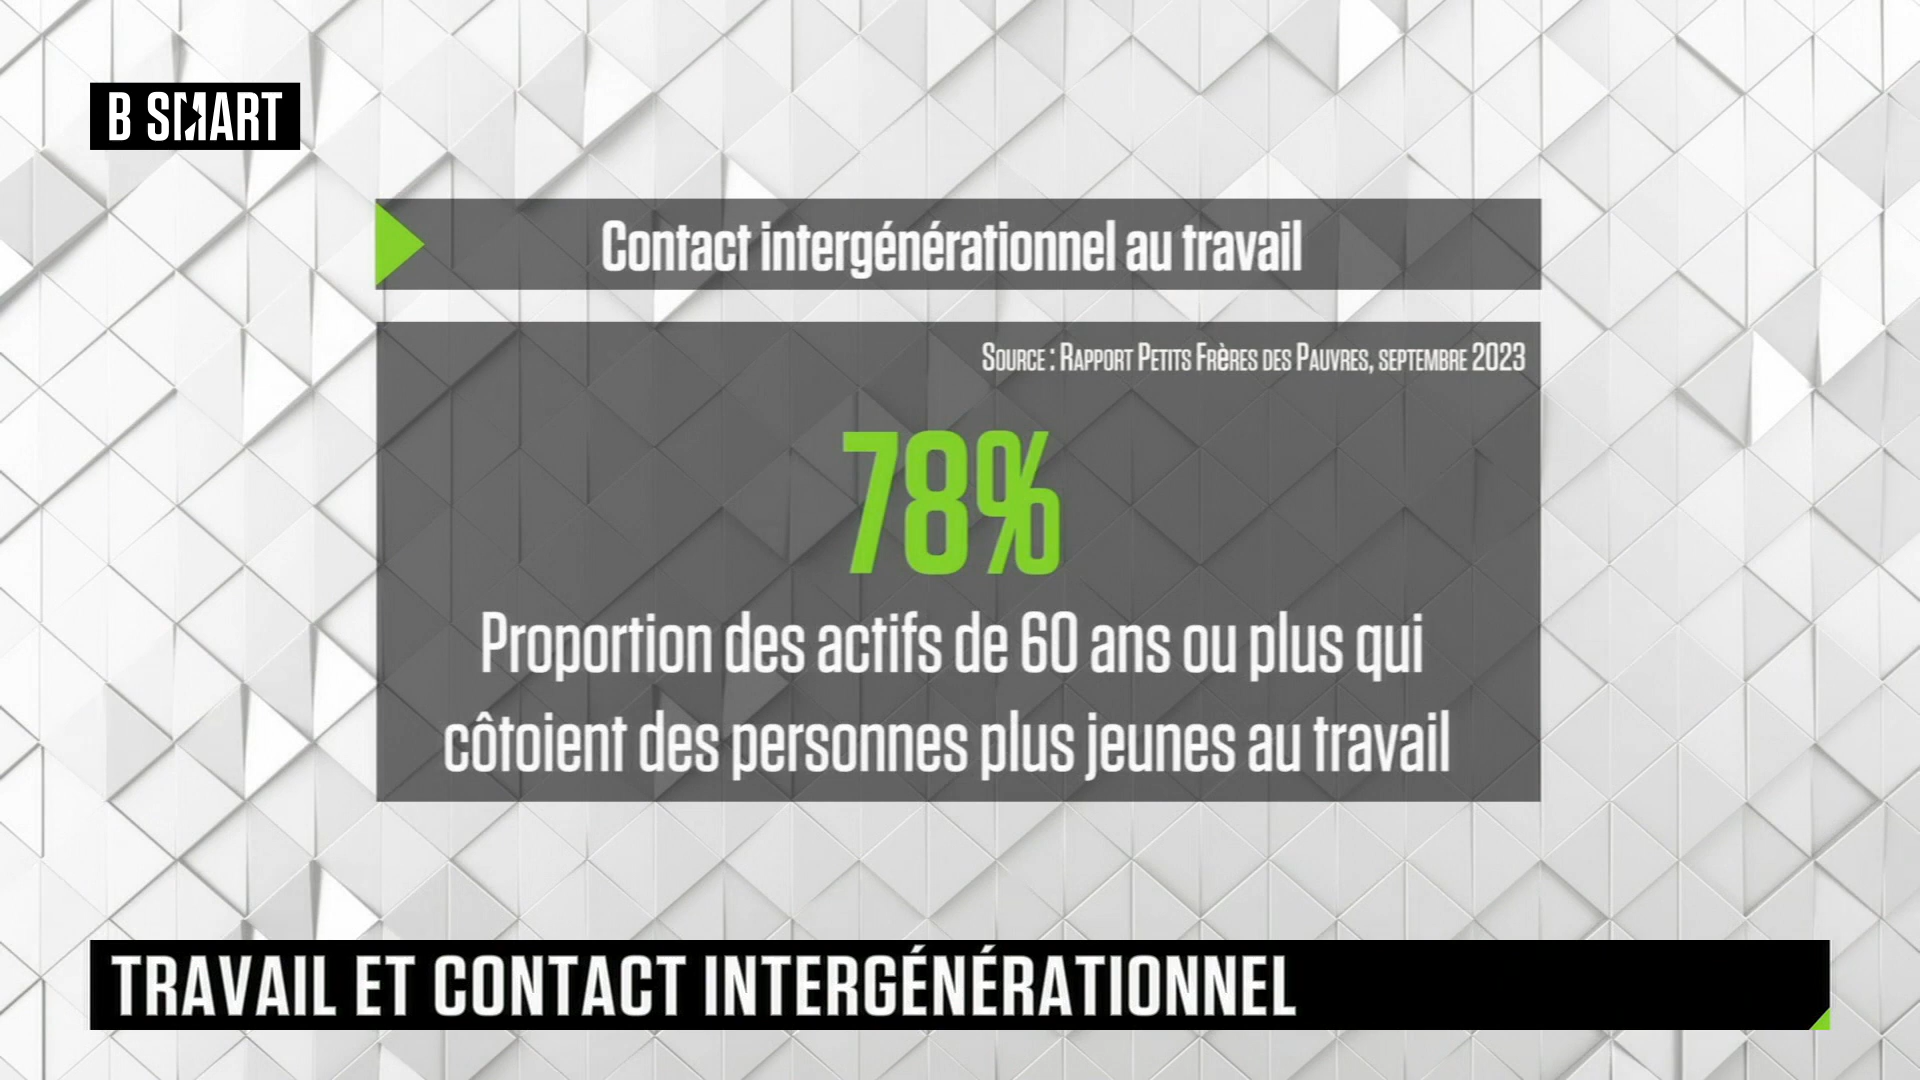 B SMART
Contact intergénérationnel au travail
Source : Rapport Petits Frères des Pauvres, septembre 2023
78%
Proportion des actifs de 60 ans ou plus qui
côtoient des personnes plus jeunes au travail
TRAVAIL ET CONTACT INTERGÉNÉRATIONNEL